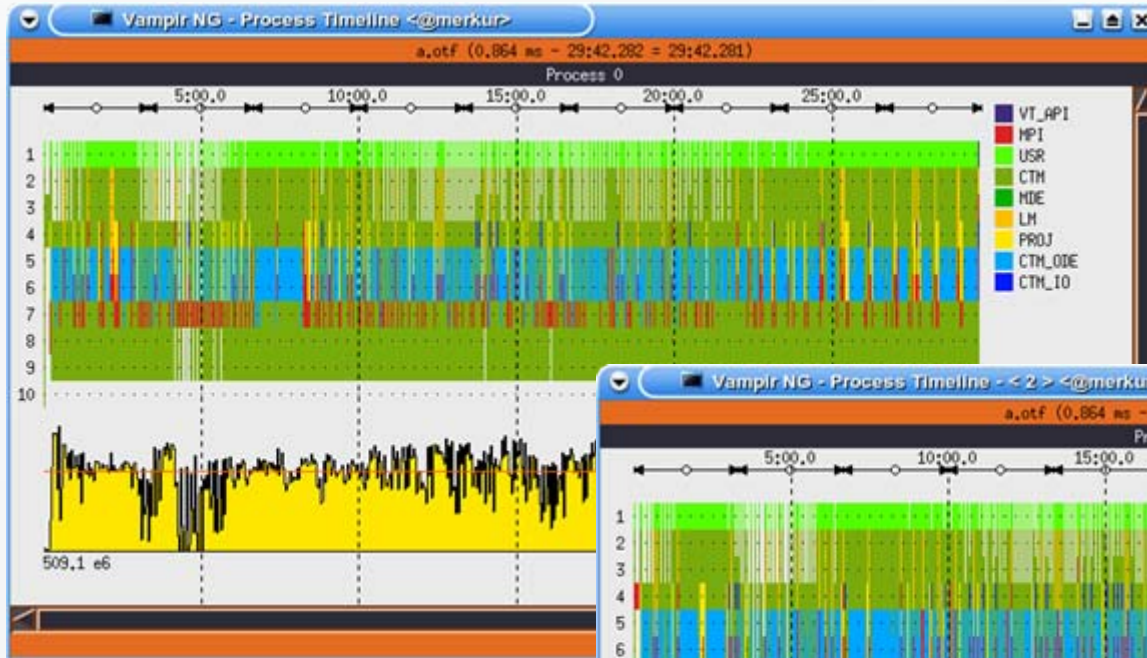 Vampir NG - Process Timeline <@merkur>
a.otf (0.864 ms - 29:42.282 = 29:42.281)
Process 0
5:00.0 10:00.0 15:00.0 20:00.0 25:00.0
VT_API
MPI
USR
CTM
MDE
LM
PROJ
CTM_ODE
CTM_IO
1
2
3
4
5
6
7
8
9
10
509.1 e6
Vampir NG - Process Timeline - < 2 > <@merku
a.otf (0.864 ms -
Pr
5:00.0 10:00.0 15:00.0
1
2
3
4
5
6